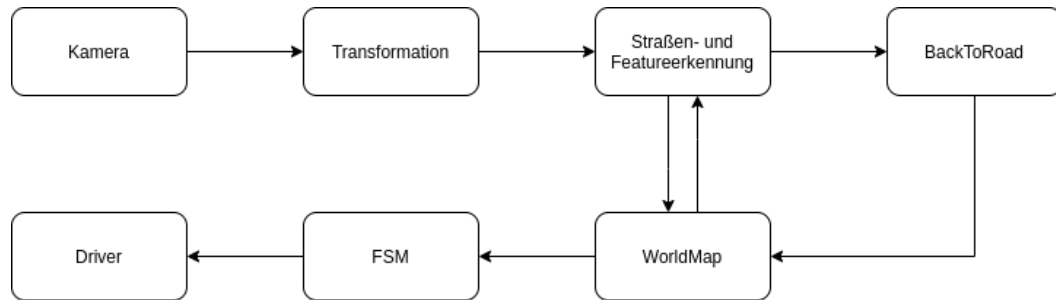 Kamera
Transformation
Straßen- und
Featureerkennung
BackToRoad
Driver
FSM
WorldMap